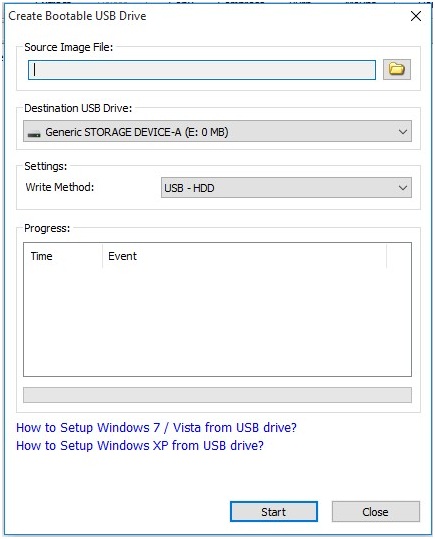 Create Bootable USB Drive
Source Image File:
Destination USB Drive:
Generic STORAGE DEVICE-A (E: 0 MB)
Settings:
Write Method:
USB - HDD
Progress:
Time
Event
How to Setup Windows 7 / Vista from USB drive?
How to Setup Windows XP from USB drive?
Start
Close